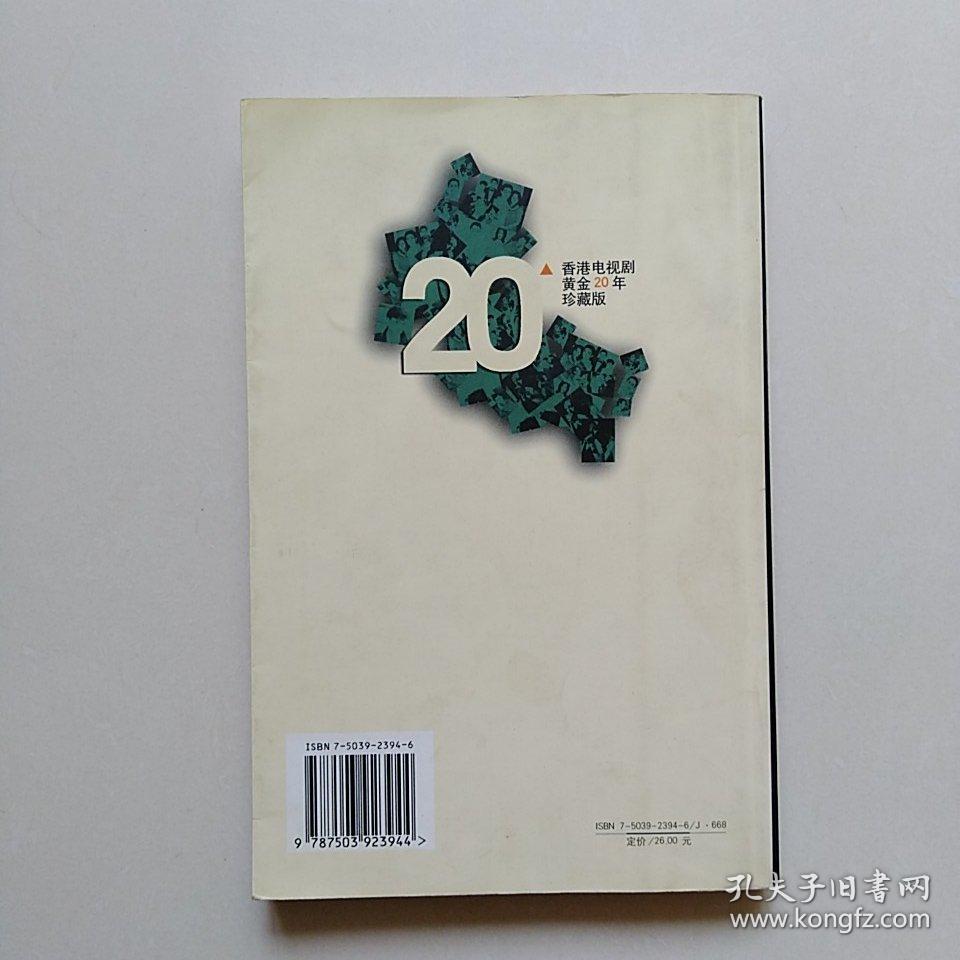 20
香港电视剧
黄金20年
珍藏版
ISBN 7-5039-2394-6
9 787503 923944 >
ISBN 7-5039-2394-6/J·668
定价/26.00 元
孔夫子旧書网
www.kongfz.com